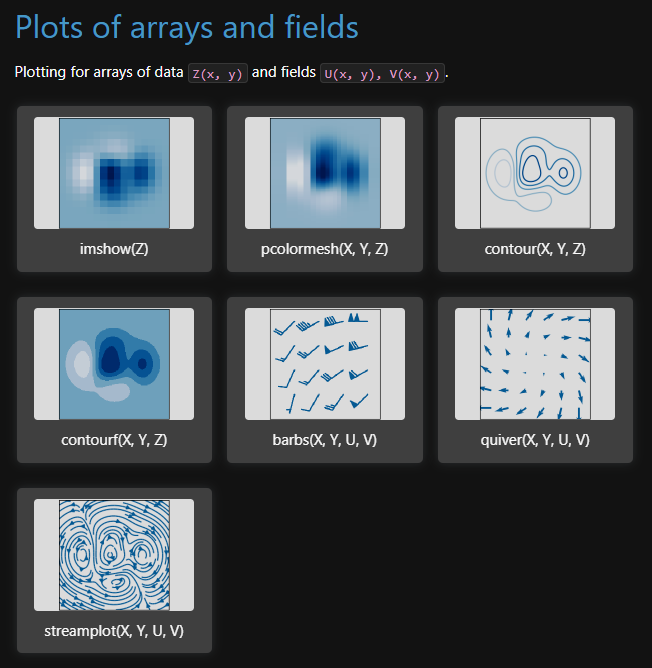 Plots of arrays and fields
Plotting for arrays of data Z(x, y) and fields U(x, y), V(x, y).
imshow(Z)
pcolormesh(X, Y, Z)
contour(X, Y, Z)
contourf(X, Y, Z)
barbs(X, Y, U, V)
quiver(X, Y, U, V)
streamplot(X, Y, U, V)